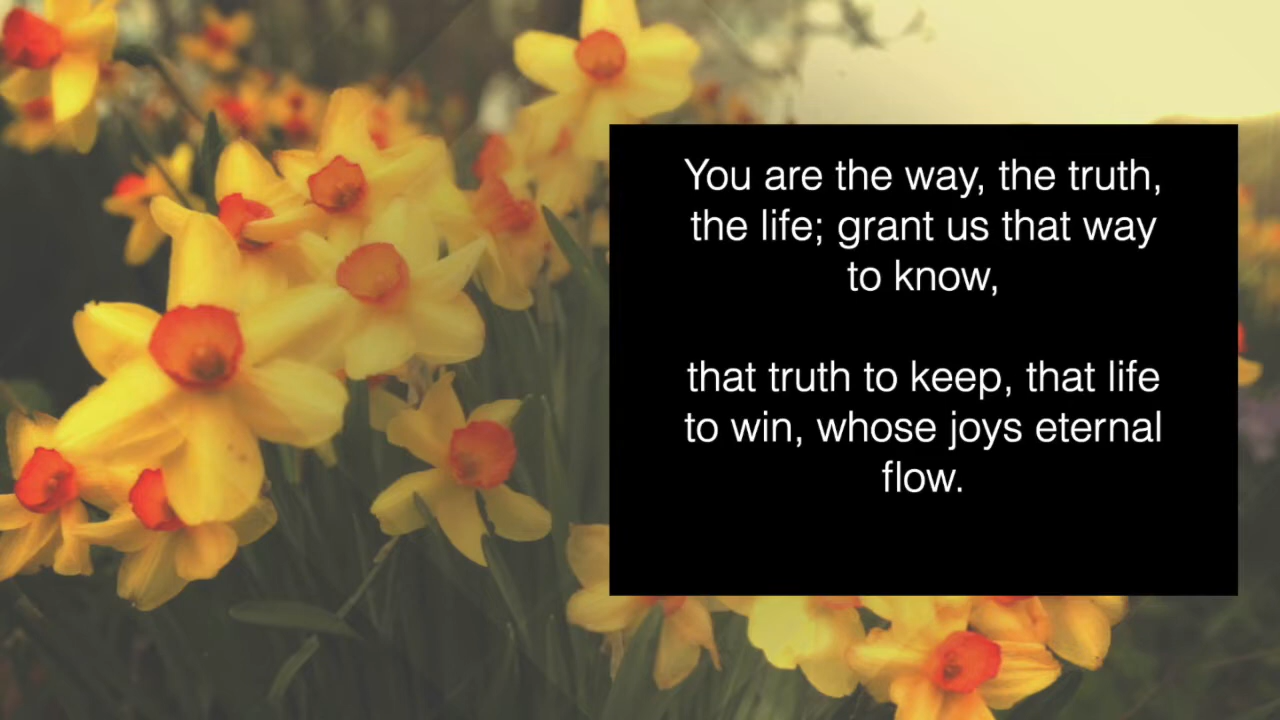 You are the way, the truth,
the life; grant us that way
to know,
that truth to keep, that life
to win, whose joys eternal
flow.